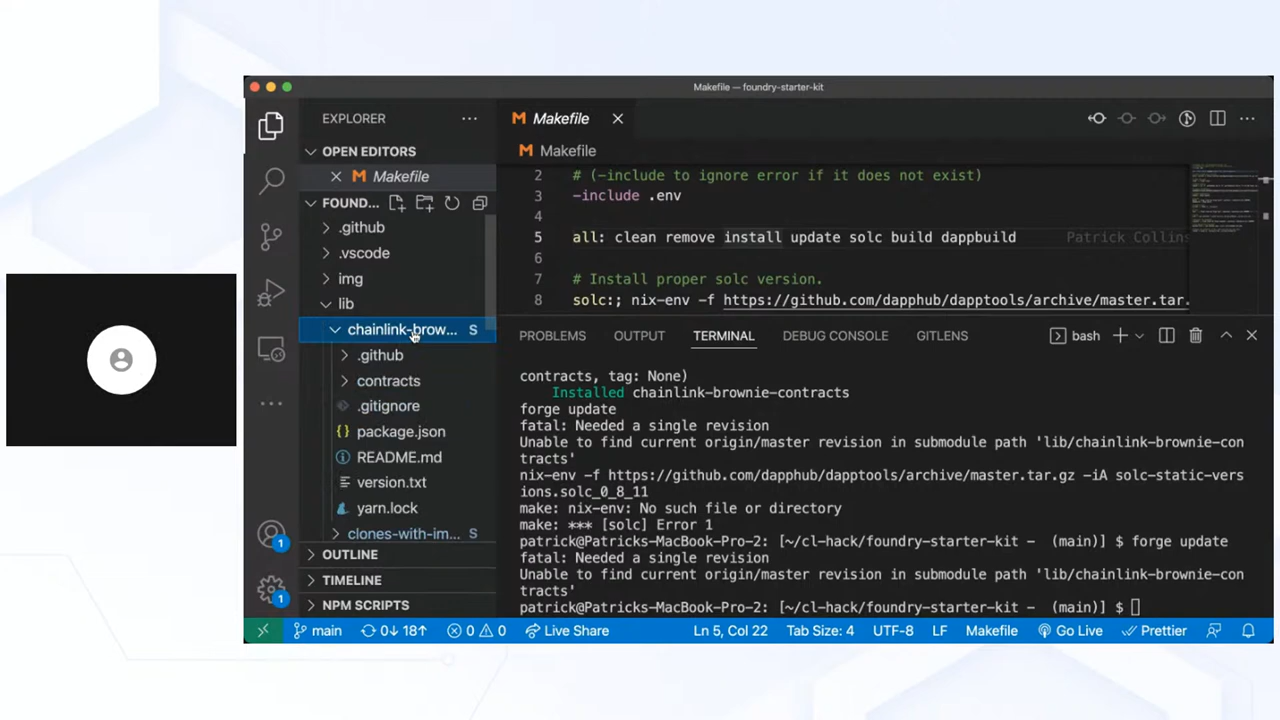 Makefile — foundry-starter-kit
EXPLORER
OPEN EDITORS
Makefile
FOUND...
.github
.vscode
img
lib
chainlink-brow... S
.github
contracts
.gitignore
package.json
README.md
version.txt
yarn.lock
clones-with-im... S
OUTLINE
TIMELINE
NPM SCRIPTS
Makefile
Makefile
2 # (-include to ignore error if it does not exist)
3 -include .env
4
5 all: clean remove install update solc build dappbuild Patrick Collins
6
7 # Install proper solc version.
8 solc:; nix-env -f https://github.com/dapphub/dapptools/archive/master.tar.
PROBLEMS OUTPUT TERMINAL DEBUG CONSOLE GITLENS bash
contracts, tag: None)
Installed chainlink-brownie-contracts
forge update
fatal: Needed a single revision
Unable to find current origin/master revision in submodule path 'lib/chainlink-brownie-con
tracts'
nix-env -f https://github.com/dapphub/dapptools/archive/master.tar.gz -iA solc-static-vers
ions.solc_0_8_11
make: nix-env: No such file or directory
make: *** [solc] Error 1
patrick@Patricks-MacBook-Pro-2: [~/cl-hack/foundry-starter-kit - (main)] $ forge update
fatal: Needed a single revision
Unable to find current origin/master revision in submodule path 'lib/chainlink-brownie-con
tracts'
patrick@Patricks-MacBook-Pro-2: [~/cl-hack/foundry-starter-kit - (main)] $
1
1
main 0↓ 18↑ 0 0 Live Share Ln 5, Col 22 Tab Size: 4 UTF-8 LF Makefile Go Live Prettier